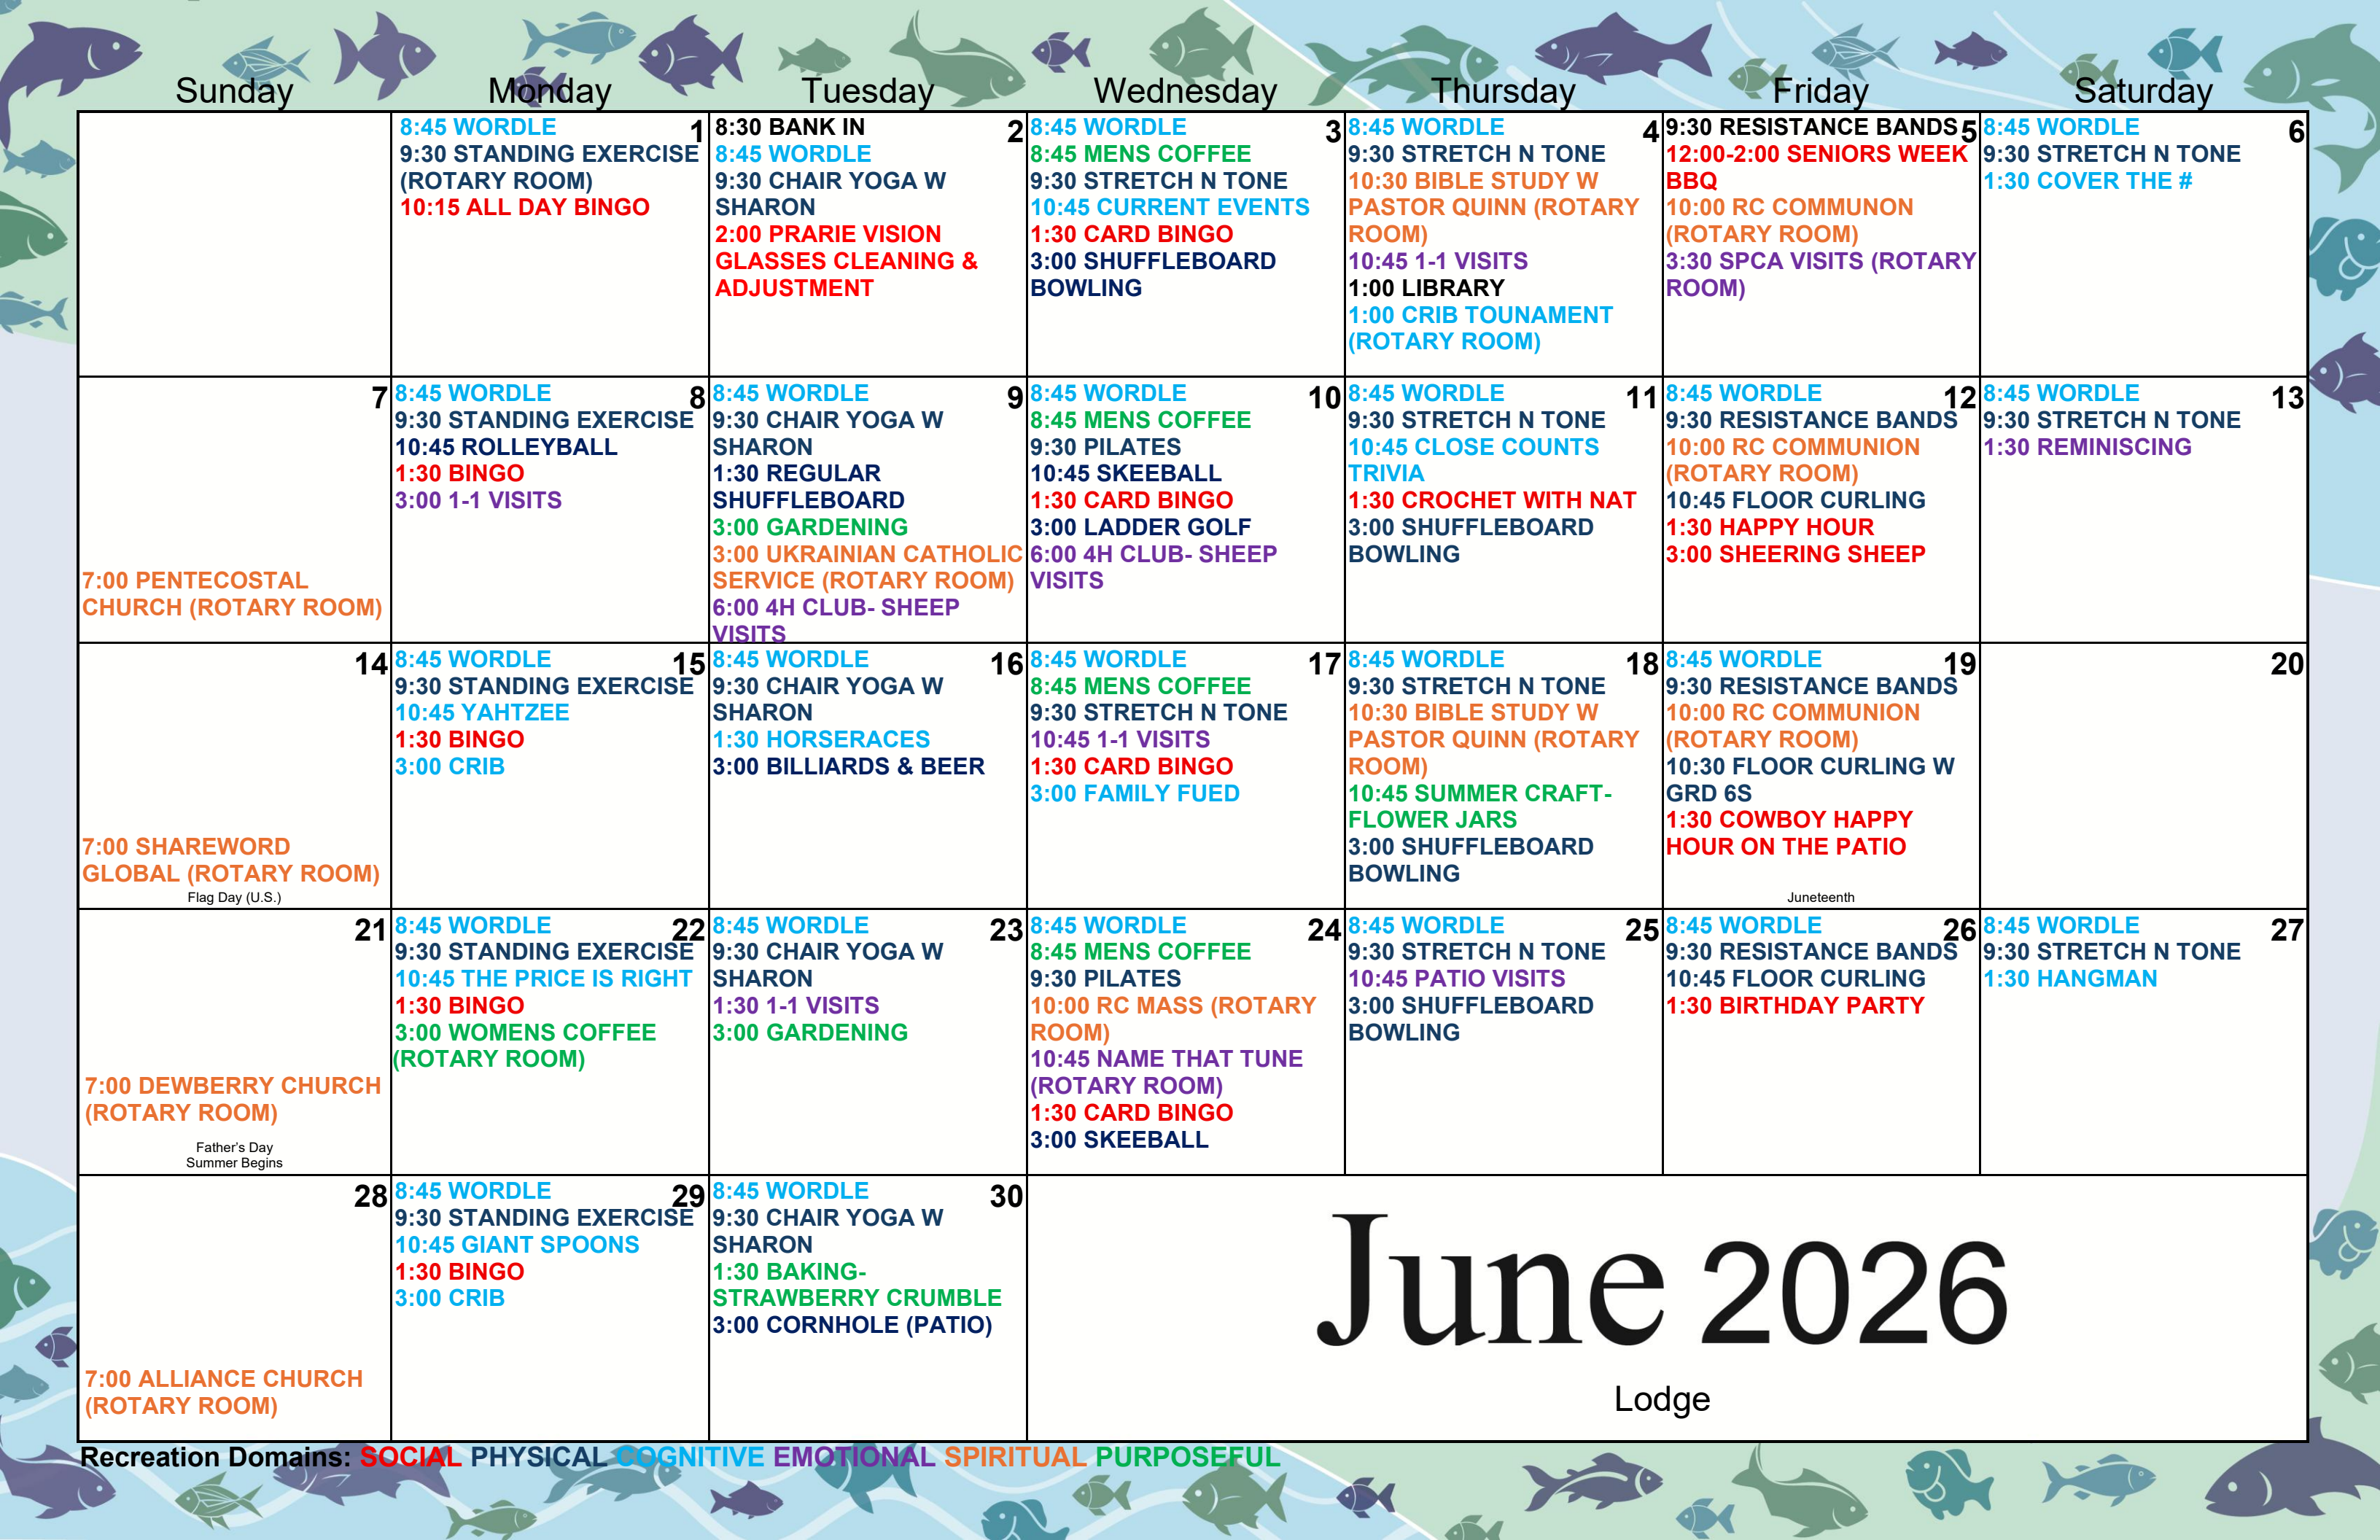 Sunday Monday Tuesday Wednesday Thursday Friday Saturday
8:45 WORDLE 1
9:30 STANDING EXERCISE
(ROTARY ROOM)
10:15 ALL DAY BINGO
8:30 BANK IN 2
8:45 WORDLE
9:30 CHAIR YOGA W
SHARON
2:00 PRARIE VISION
GLASSES CLEANING &
ADJUSTMENT
8:45 WORDLE 3
8:45 MENS COFFEE
9:30 STRETCH N TONE
10:45 CURRENT EVENTS
1:30 CARD BINGO
3:00 SHUFFLEBOARD
BOWLING
8:45 WORDLE 4
9:30 STRETCH N TONE
10:30 BIBLE STUDY W
PASTOR QUINN (ROTARY
ROOM)
10:45 1-1 VISITS
1:00 LIBRARY
1:00 CRIB TOUNAMENT
(ROTARY ROOM)
9:30 RESISTANCE BANDS 5
12:00-2:00 SENIORS WEEK
BBQ
10:00 RC COMMUNON
(ROTARY ROOM)
3:30 SPCA VISITS (ROTARY
ROOM)
8:45 WORDLE 6
9:30 STRETCH N TONE
1:30 COVER THE #
7
7:00 PENTECOSTAL
CHURCH (ROTARY ROOM)
8:45 WORDLE 8
9:30 STANDING EXERCISE
10:45 ROLLEYBALL
1:30 BINGO
3:00 1-1 VISITS
8:45 WORDLE 9
9:30 CHAIR YOGA W
SHARON
1:30 REGULAR
SHUFFLEBOARD
3:00 GARDENING
3:00 UKRAINIAN CATHOLIC
SERVICE (ROTARY ROOM)
6:00 4H CLUB- SHEEP
VISITS
8:45 WORDLE 10
8:45 MENS COFFEE
9:30 PILATES
10:45 SKEEBALL
1:30 CARD BINGO
3:00 LADDER GOLF
6:00 4H CLUB- SHEEP
VISITS
8:45 WORDLE 11
9:30 STRETCH N TONE
10:45 CLOSE COUNTS
TRIVIA
1:30 CROCHET WITH NAT
3:00 SHUFFLEBOARD
BOWLING
8:45 WORDLE 12
9:30 RESISTANCE BANDS
10:00 RC COMMUNION
(ROTARY ROOM)
10:45 FLOOR CURLING
1:30 HAPPY HOUR
3:00 SHEERING SHEEP
8:45 WORDLE 13
9:30 STRETCH N TONE
1:30 REMINISCING
14
7:00 SHAREWORD
GLOBAL (ROTARY ROOM)
Flag Day (U.S.)
8:45 WORDLE 15
9:30 STANDING EXERCISE
10:45 YAHTZEE
1:30 BINGO
3:00 CRIB
8:45 WORDLE 16
9:30 CHAIR YOGA W
SHARON
1:30 HORSERACES
3:00 BILLIARDS & BEER
8:45 WORDLE 17
8:45 MENS COFFEE
9:30 STRETCH N TONE
10:45 1-1 VISITS
1:30 CARD BINGO
3:00 FAMILY FUED
8:45 WORDLE 18
9:30 STRETCH N TONE
10:30 BIBLE STUDY W
PASTOR QUINN (ROTARY
ROOM)
10:45 SUMMER CRAFT-
FLOWER JARS
3:00 SHUFFLEBOARD
BOWLING
8:45 WORDLE 19
9:30 RESISTANCE BANDS
10:00 RC COMMUNION
(ROTARY ROOM)
10:30 FLOOR CURLING W
GRD 6S
1:30 COWBOY HAPPY
HOUR ON THE PATIO
Juneteenth
20
21
7:00 DEWBERRY CHURCH
(ROTARY ROOM)
Father's Day
Summer Begins
8:45 WORDLE 22
9:30 STANDING EXERCISE
10:45 THE PRICE IS RIGHT
1:30 BINGO
3:00 WOMENS COFFEE
(ROTARY ROOM)
8:45 WORDLE 23
9:30 CHAIR YOGA W
SHARON
1:30 1-1 VISITS
3:00 GARDENING
8:45 WORDLE 24
8:45 MENS COFFEE
9:30 PILATES
10:00 RC MASS (ROTARY
ROOM)
10:45 NAME THAT TUNE
(ROTARY ROOM)
1:30 CARD BINGO
3:00 SKEEBALL
8:45 WORDLE 25
9:30 STRETCH N TONE
10:45 PATIO VISITS
3:00 SHUFFLEBOARD
BOWLING
8:45 WORDLE 26
9:30 RESISTANCE BANDS
10:45 FLOOR CURLING
1:30 BIRTHDAY PARTY
8:45 WORDLE 27
9:30 STRETCH N TONE
1:30 HANGMAN
28
7:00 ALLIANCE CHURCH
(ROTARY ROOM)
8:45 WORDLE 29
9:30 STANDING EXERCISE
10:45 GIANT SPOONS
1:30 BINGO
3:00 CRIB
8:45 WORDLE 30
9:30 CHAIR YOGA W
SHARON
1:30 BAKING-
STRAWBERRY CRUMBLE
3:00 CORNHOLE (PATIO)
June 2026
Lodge
Recreation Domains: SOCIAL PHYSICAL COGNITIVE EMOTIONAL SPIRITUAL PURPOSEFUL